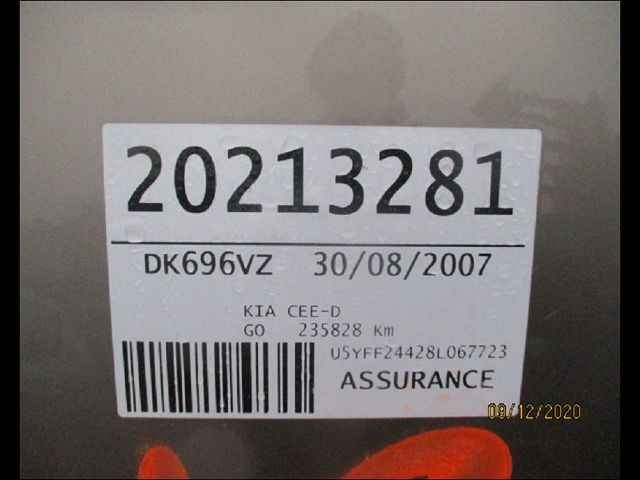 20213281
DK696VZ 30/08/2007
KIA CEE-D
GO 235828 Km
U5YFF24428L067723
ASSURANCE
09/12/2020